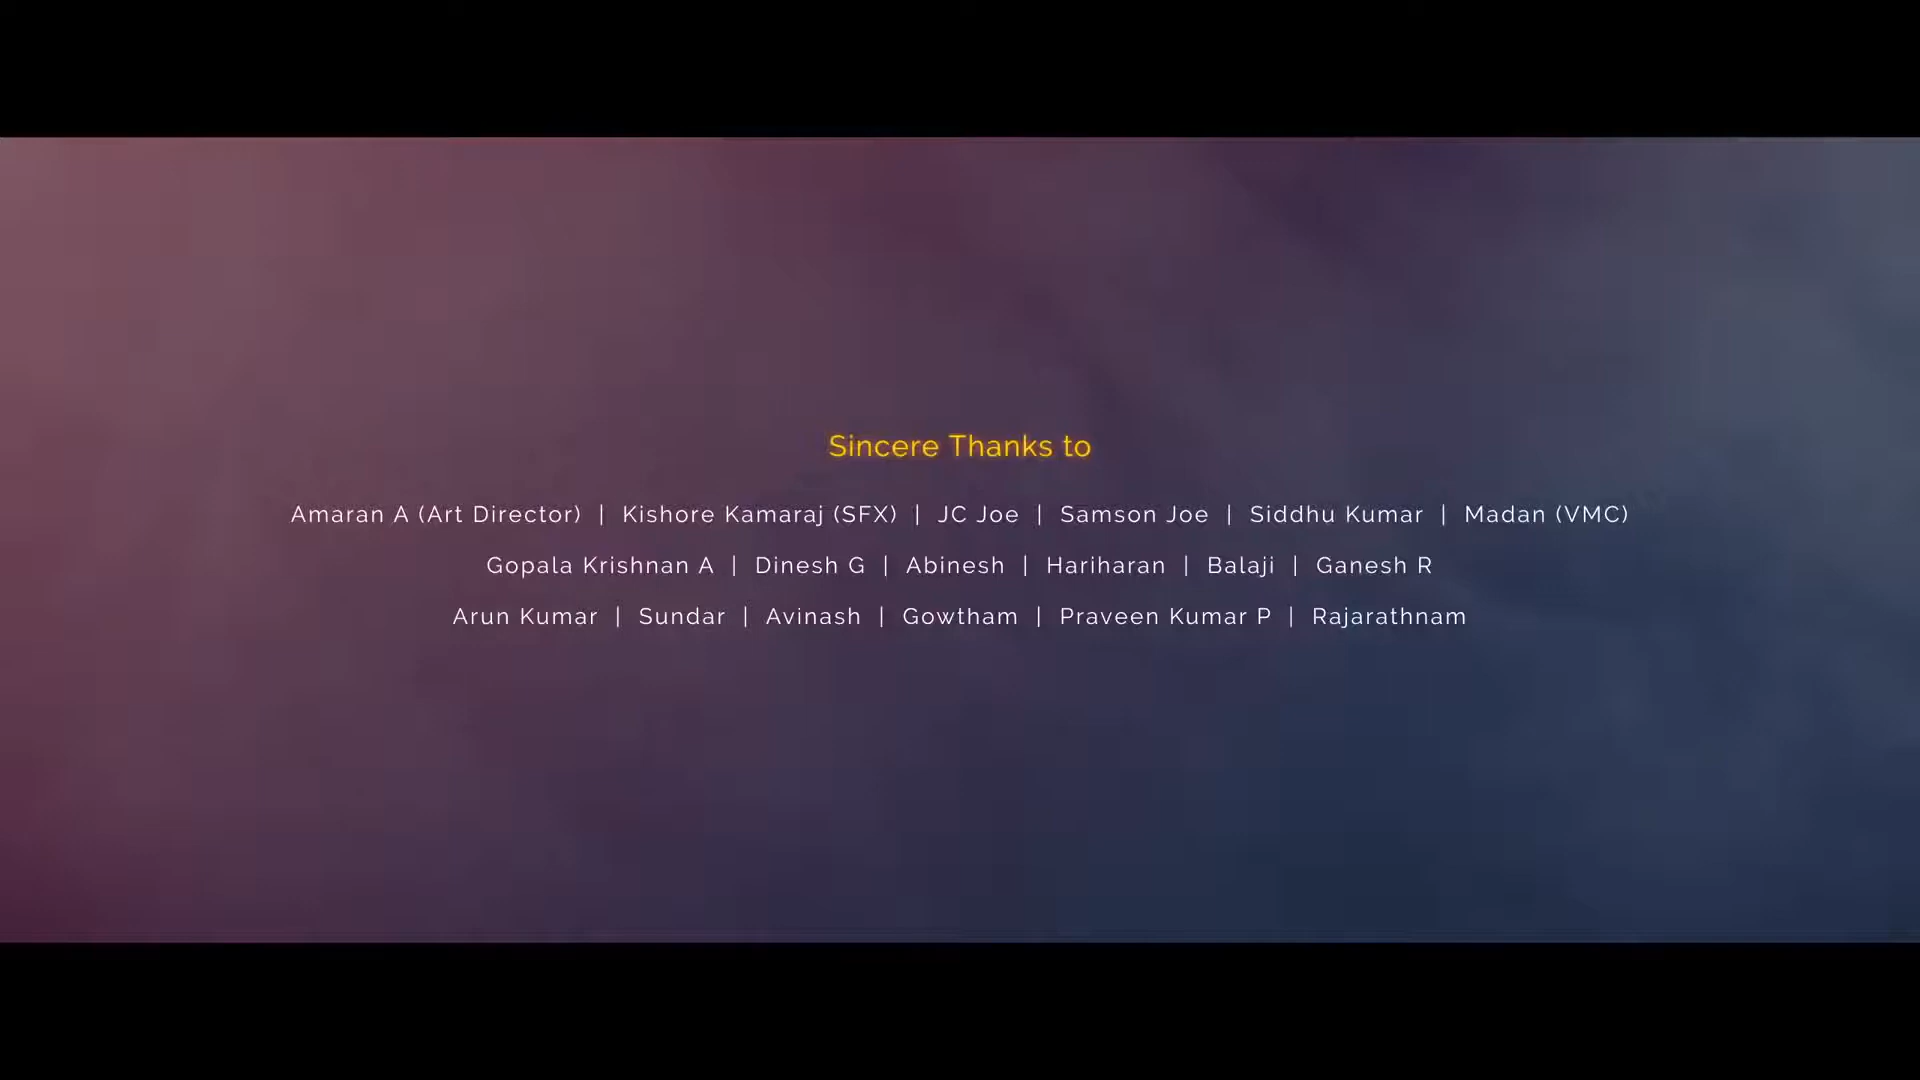 Sincere Thanks to
Amaran A (Art Director) | Kishore Kamaraj (SFX) | JC Joe | Samson Joe | Siddhu Kumar | Madan (VMC)
Gopala Krishnan A | Dinesh G | Abinesh | Hariharan | Balaji | Ganesh R
Arun Kumar | Sundar | Avinash | Gowtham | Praveen Kumar P | Rajarathnam